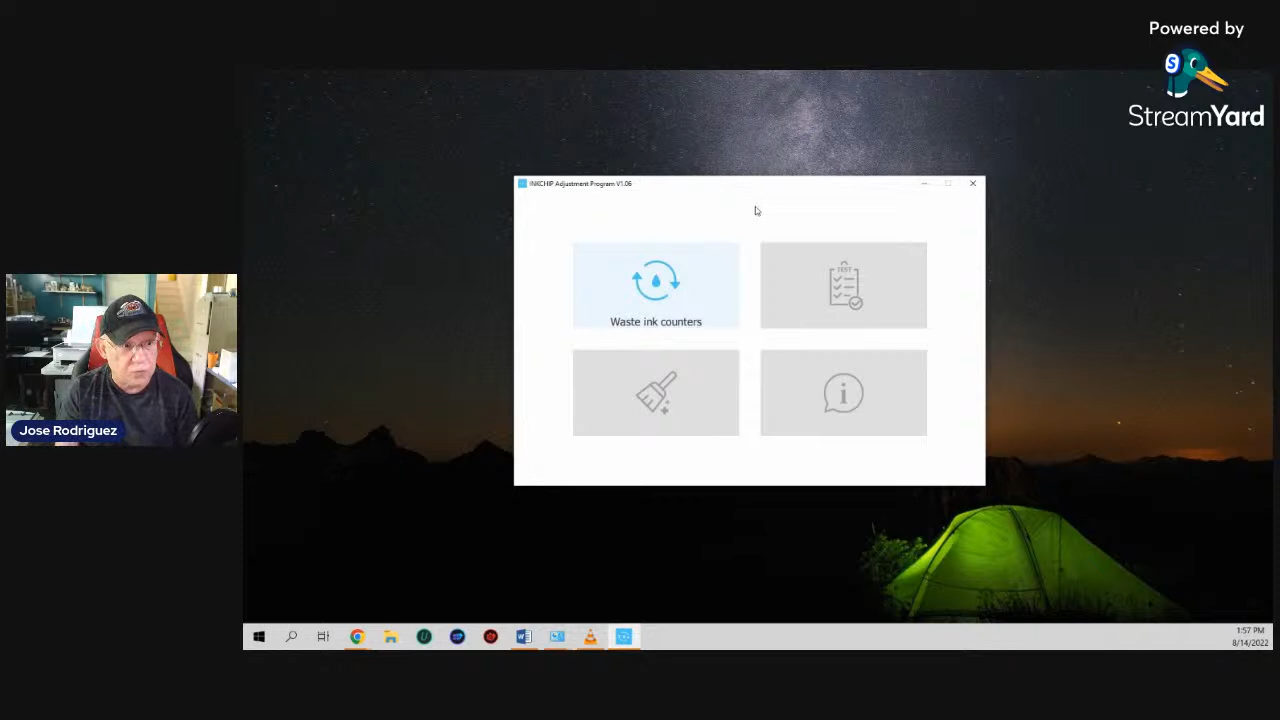 Powered by
StreamYard
INKCHIP Adjustment Program V1.06
TEST
Waste ink counters
Jose Rodriguez
1:57 PM
8/14/2022